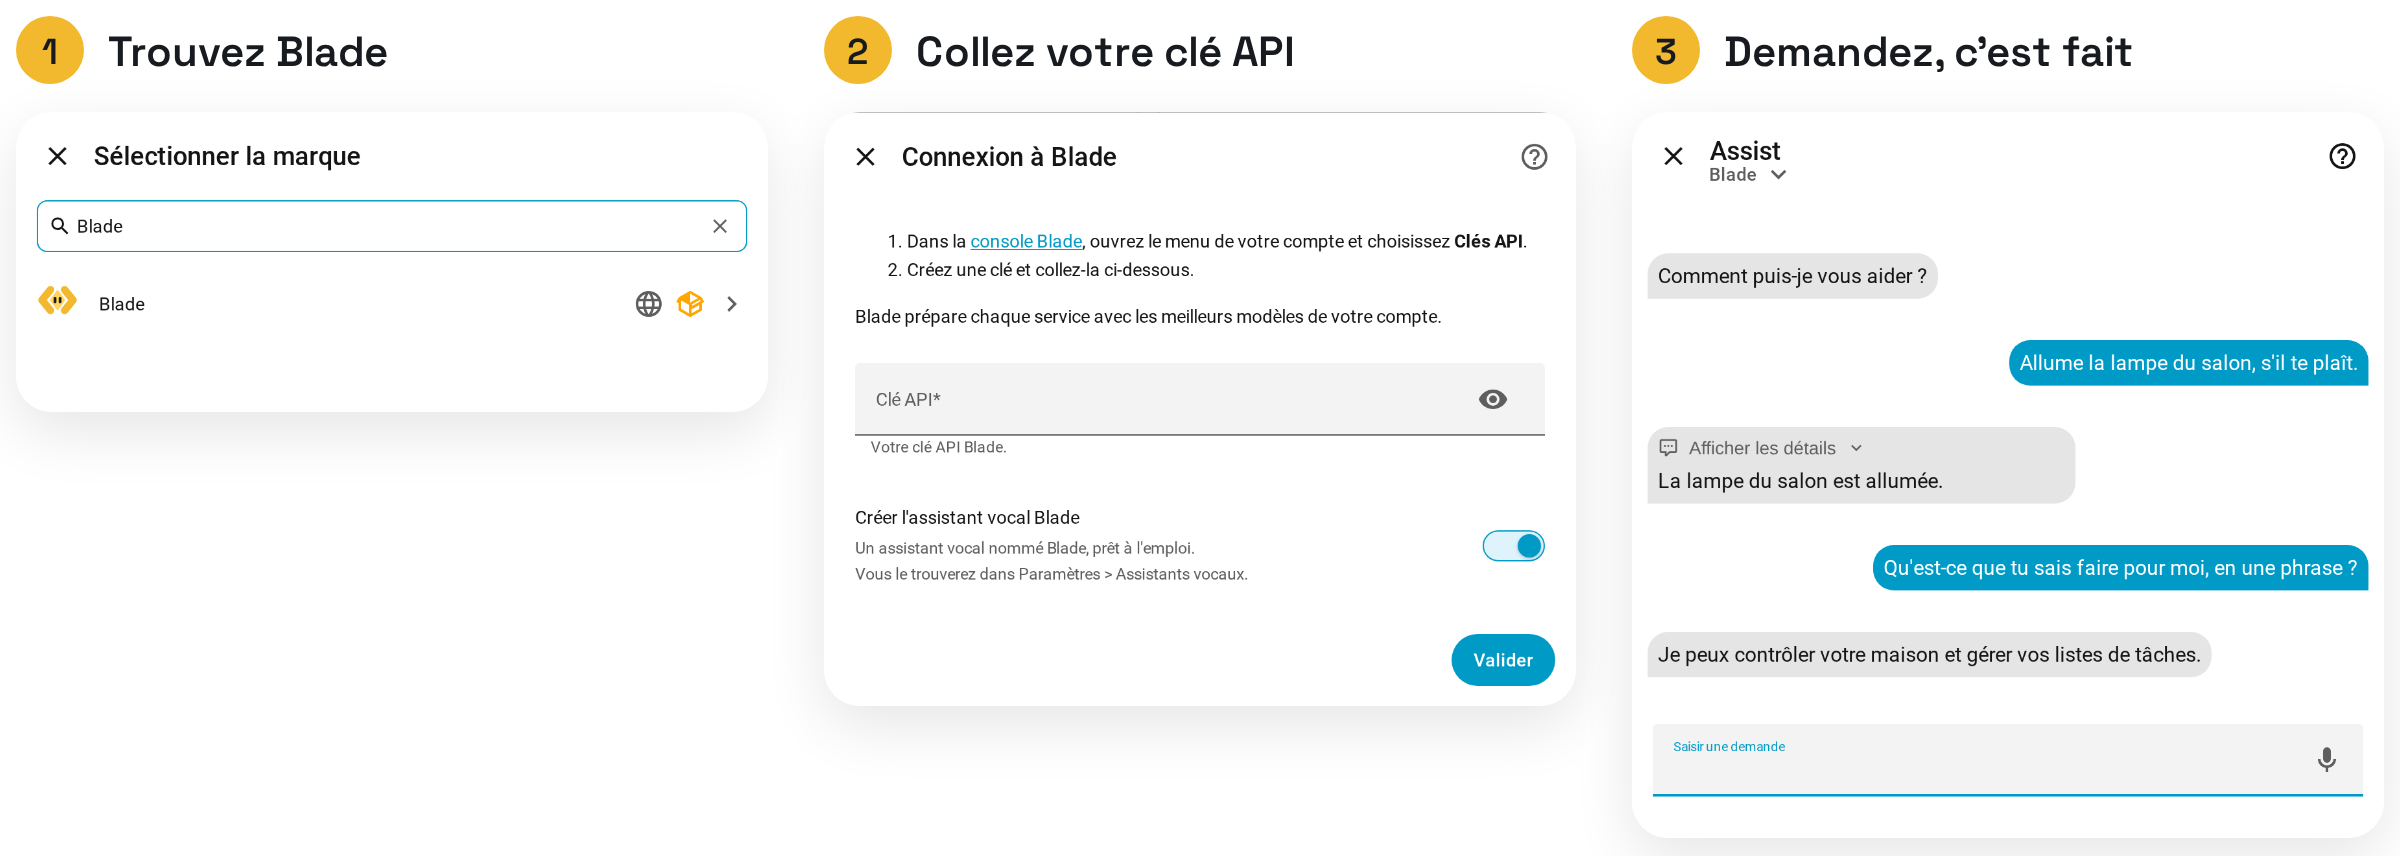 1 Trouvez Blade
Sélectionner la marque
Blade
Blade
2 Collez votre clé API
Connexion à Blade
1. Dans la console Blade, ouvrez le menu de votre compte et choisissez Clés API.
2. Créez une clé et collez-la ci-dessous.
Blade prépare chaque service avec les meilleurs modèles de votre compte.
Clé API*
Votre clé API Blade.
Créer l'assistant vocal Blade
Un assistant vocal nommé Blade, prêt à l'emploi.
Vous le trouverez dans Paramètres > Assistants vocaux.
Valider
3 Demandez, c’est fait
Assist
Blade
Comment puis-je vous aider ?
Allume la lampe du salon, s'il te plaît.
Afficher les détails
La lampe du salon est allumée.
Qu'est-ce que tu sais faire pour moi, en une phrase ?
Je peux contrôler votre maison et gérer vos listes de tâches.
Saisir une demande